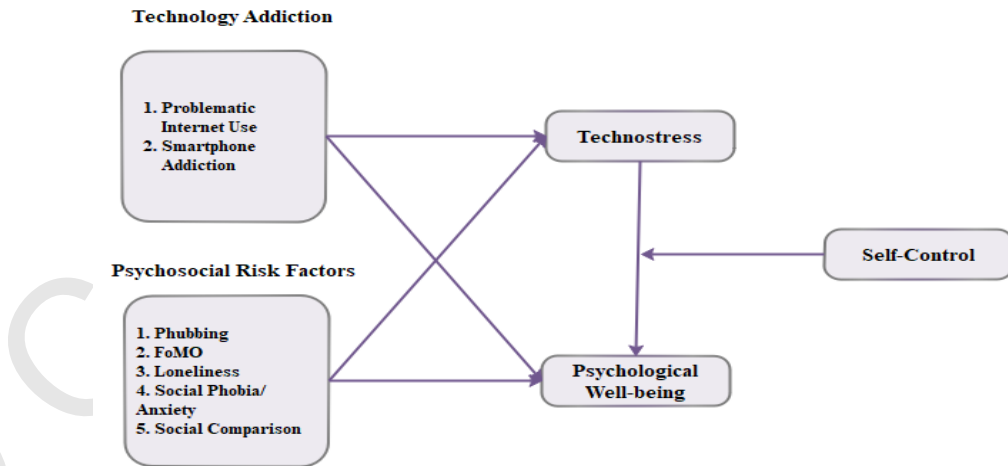 Technology Addiction
1. Problematic
Internet Use
2. Smartphone
Addiction
Technostress
Self-Control
Psychosocial Risk Factors
1. Phubbing
2. FoMO
3. Loneliness
4. Social Phobia/
Anxiety
5. Social Comparison
Psychological
Well-being